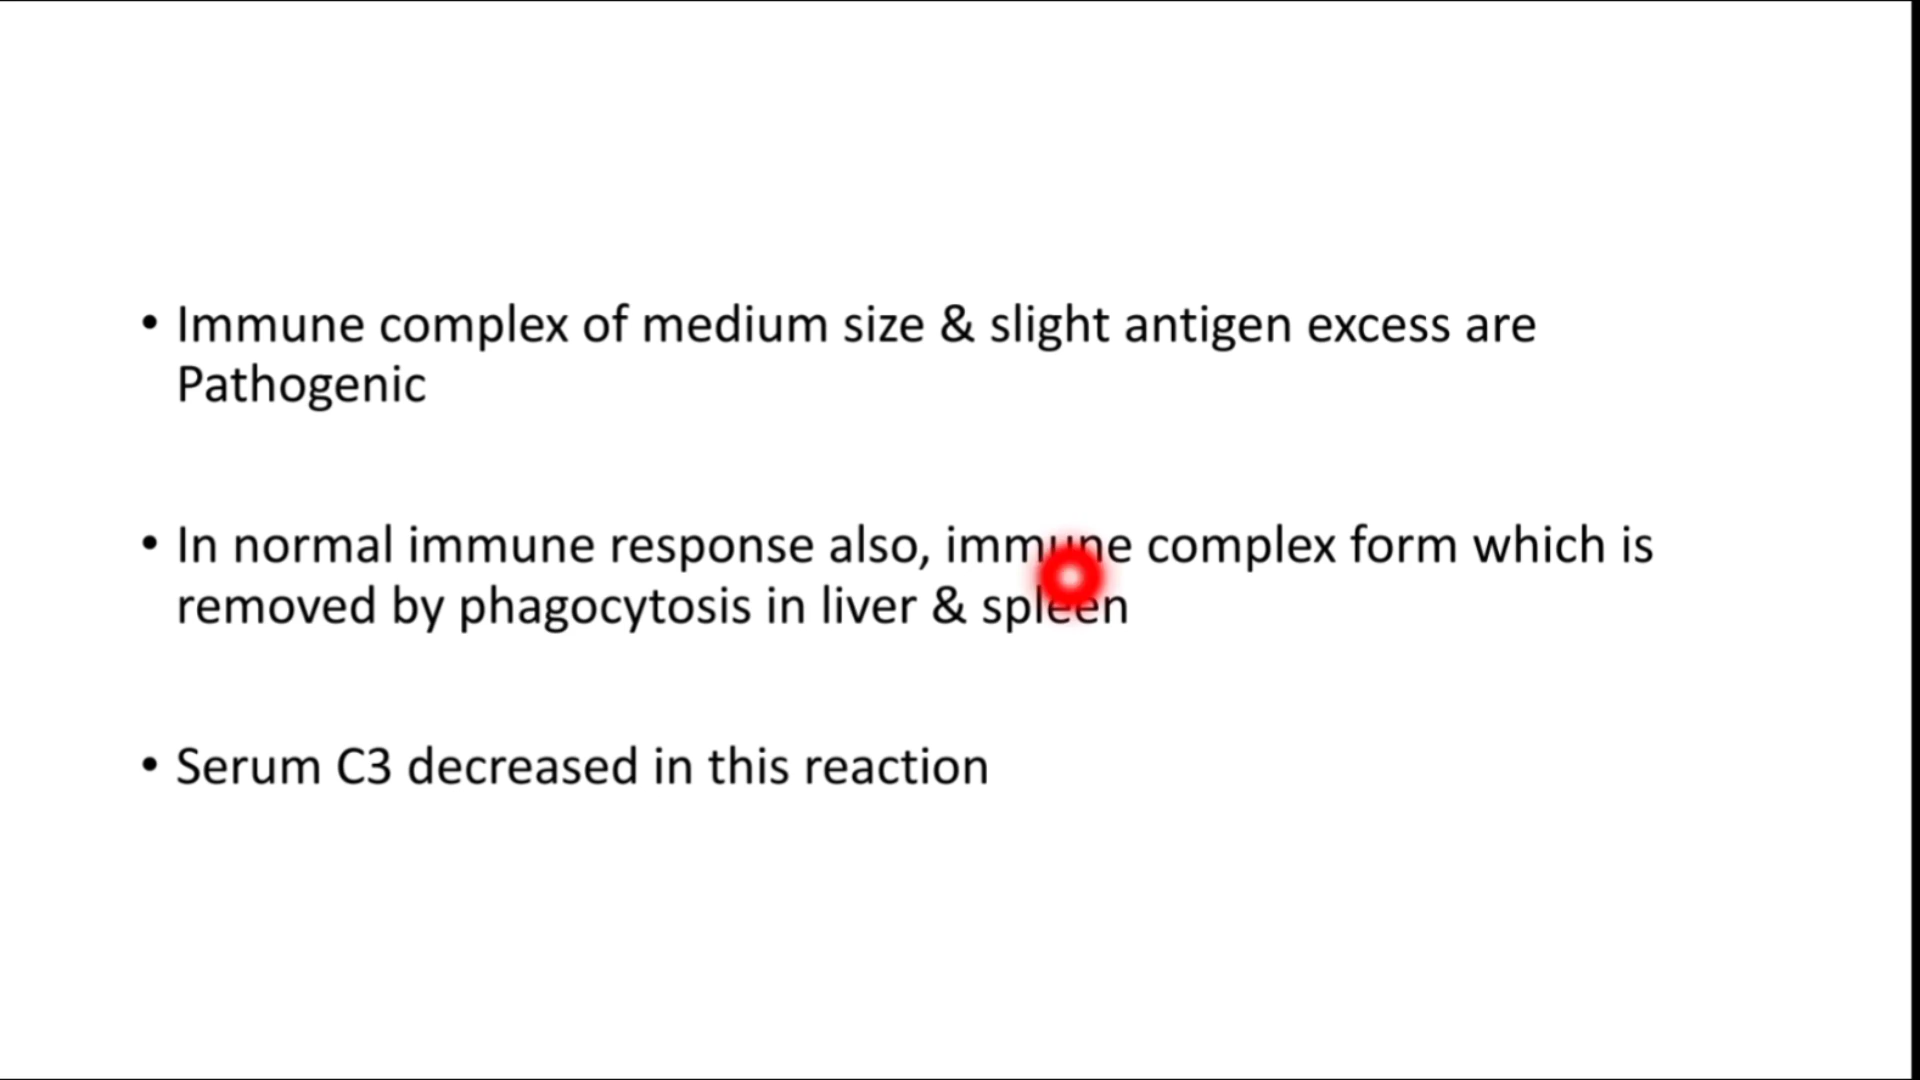 • Immune complex of medium size & slight antigen excess are
Pathogenic
• In normal immune response also, immune complex form which is
removed by phagocytosis in liver & spleen
• Serum C3 decreased in this reaction